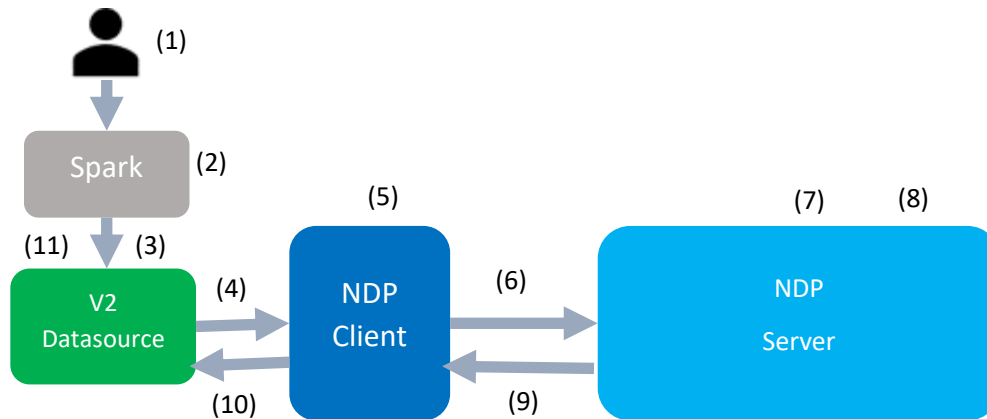 (1)
Spark
(2)
(11)
(3)
V2
Datasource
(4)
(10)
(5)
NDP
Client
(6)
(9)
(7)
(8)
NDP
Server